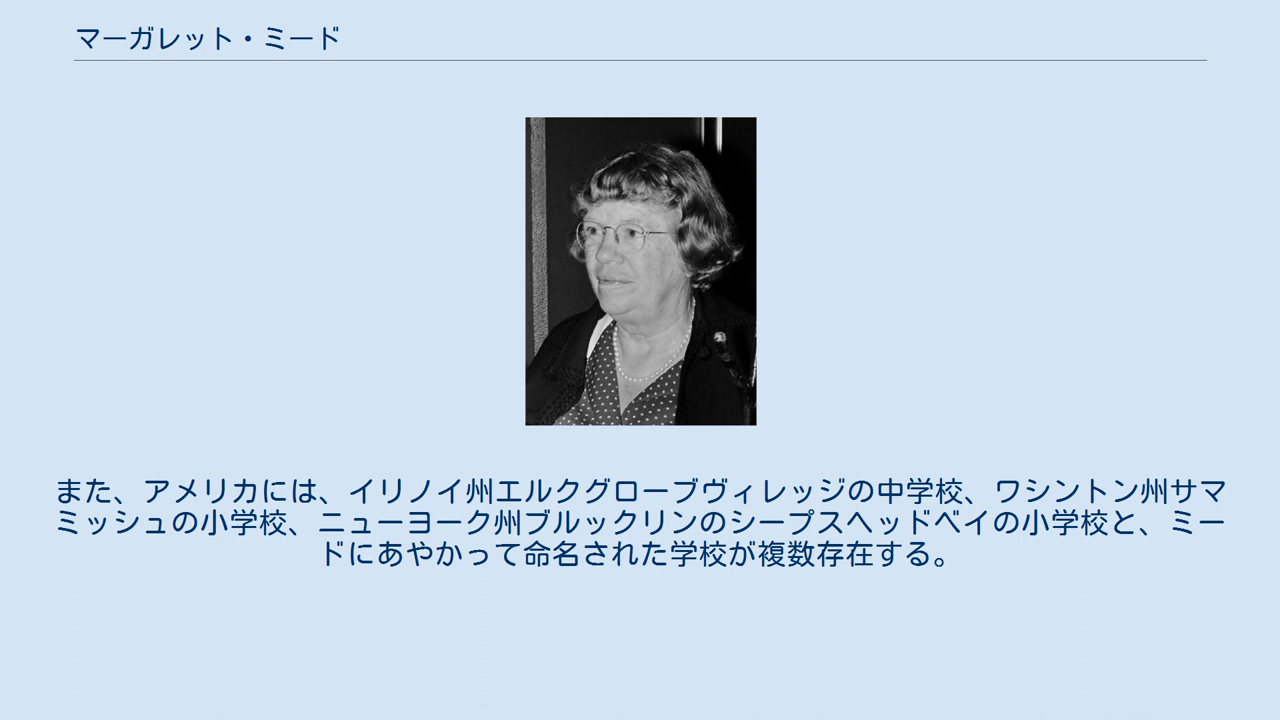 マーガレット・ミード
また、アメリカには、イリノイ州エルクグローブヴィレッジの中学校、ワシントン州サマ
ミッシュの小学校、ニューヨーク州ブルックリンのシープスヘッドベイの小学校と、ミー
ドにあやかって命名された学校が複数存在する。